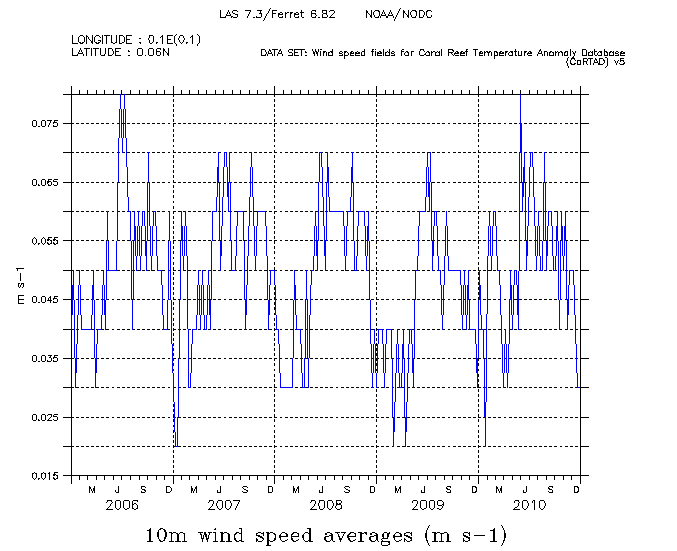 LAS 7.3/Ferret 6.82 NOAA/NODC
LONGITUDE : 0.1E(0.1)
LATITUDE : 0.06N
DATA SET: Wind speed fields for Coral Reef Temperature Anomaly Database
(CoRTAD) v5
0.075
0.065
0.055
0.045
0.035
0.025
0.015
m s-1
M J S D M J S D M J S D M J S D M J S D
2006 2007 2008 2009 2010
10m wind speed averages (m s-1)